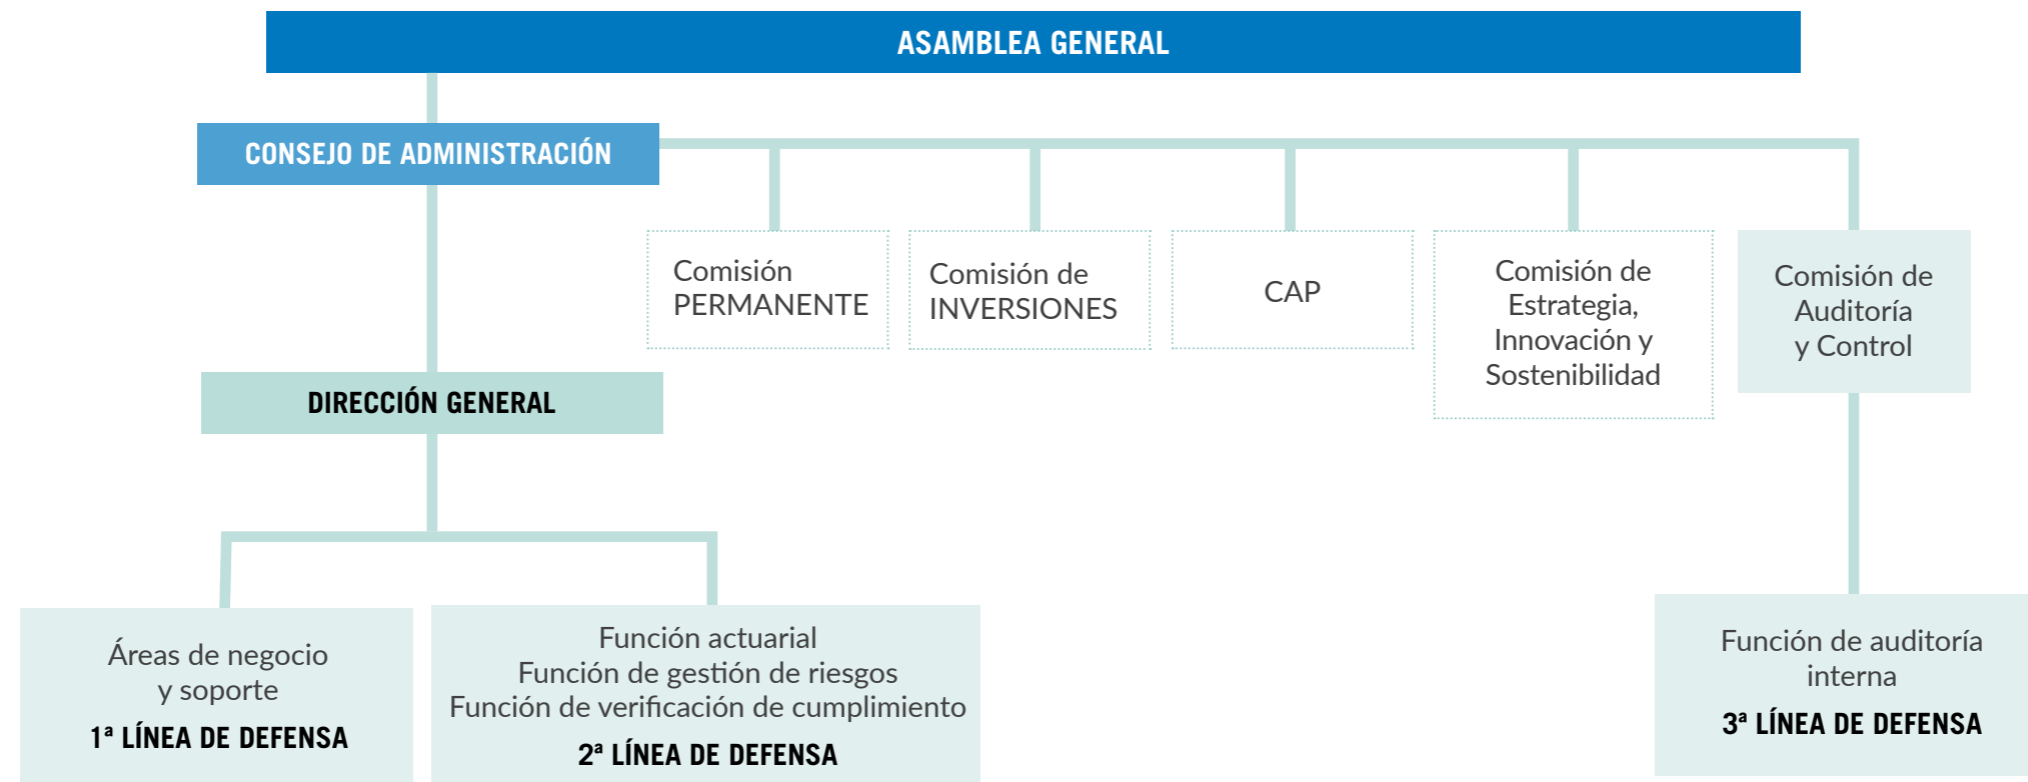 ASAMBLEA GENERAL
CONSEJO DE ADMINISTRACIÓN
Comisión
PERMANENTE
Comisión de
INVERSIONES
CAP
Comisión de
Estrategia,
Innovación y
Sostenibilidad
Comisión de
Auditoría
y Control
DIRECCIÓN GENERAL
Áreas de negocio
y soporte
1ª LÍNEA DE DEFENSA
Función actuarial
Función de gestión de riesgos
Función de verificación de cumplimiento
2ª LÍNEA DE DEFENSA
Función de auditoría
interna
3ª LÍNEA DE DEFENSA